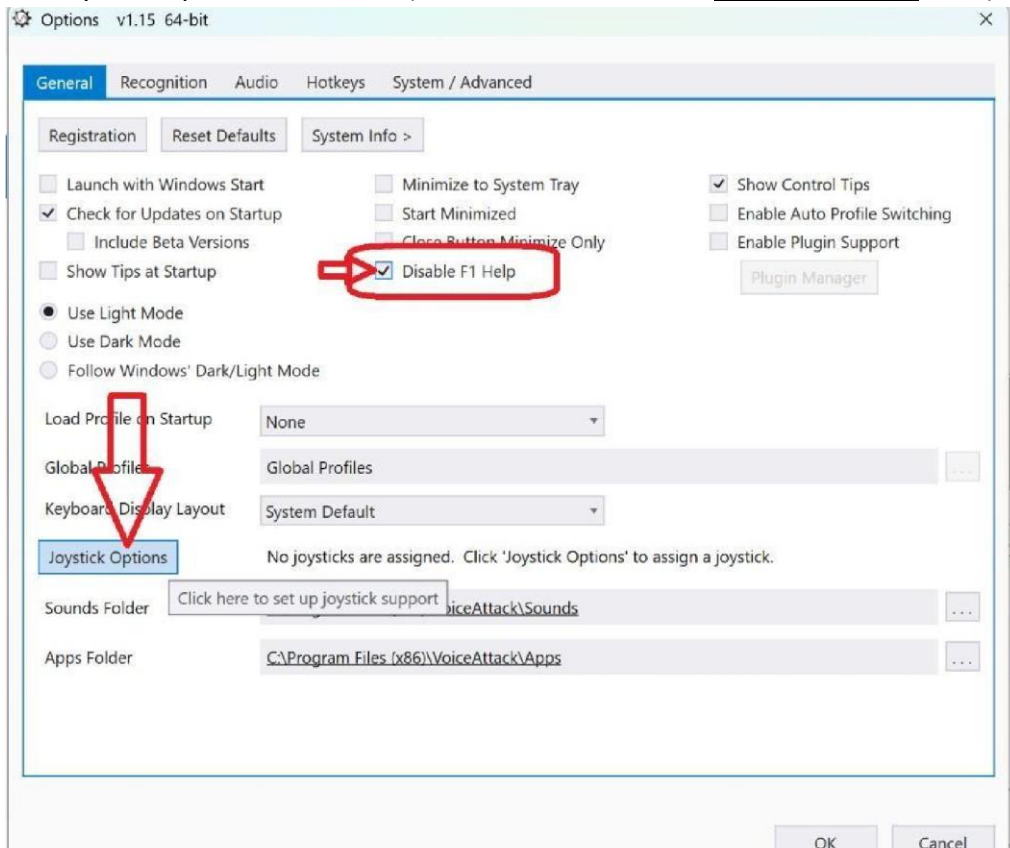 Options v1.15 64-bit
General Recognition Audio Hotkeys System / Advanced
Registration Reset Defaults System Info >
Launch with Windows Start Minimize to System Tray Show Control Tips
Check for Updates on Startup Start Minimized Enable Auto Profile Switching
Include Beta Versions Close Button Minimize Only Enable Plugin Support
Show Tips at Startup Disable F1 Help Plugin Manager
Use Light Mode
Use Dark Mode
Follow Windows' Dark/Light Mode
Load Profile on Startup None
Global Profiles Global Profiles ...
Keyboard Display Layout System Default
Joystick Options No joysticks are assigned. Click 'Joystick Options' to assign a joystick.
Click here to set up joystick support
Sounds Folder iceAttack\Sounds ...
Apps Folder C:\Program Files (x86)\VoiceAttack\Apps ...
OK Cancel